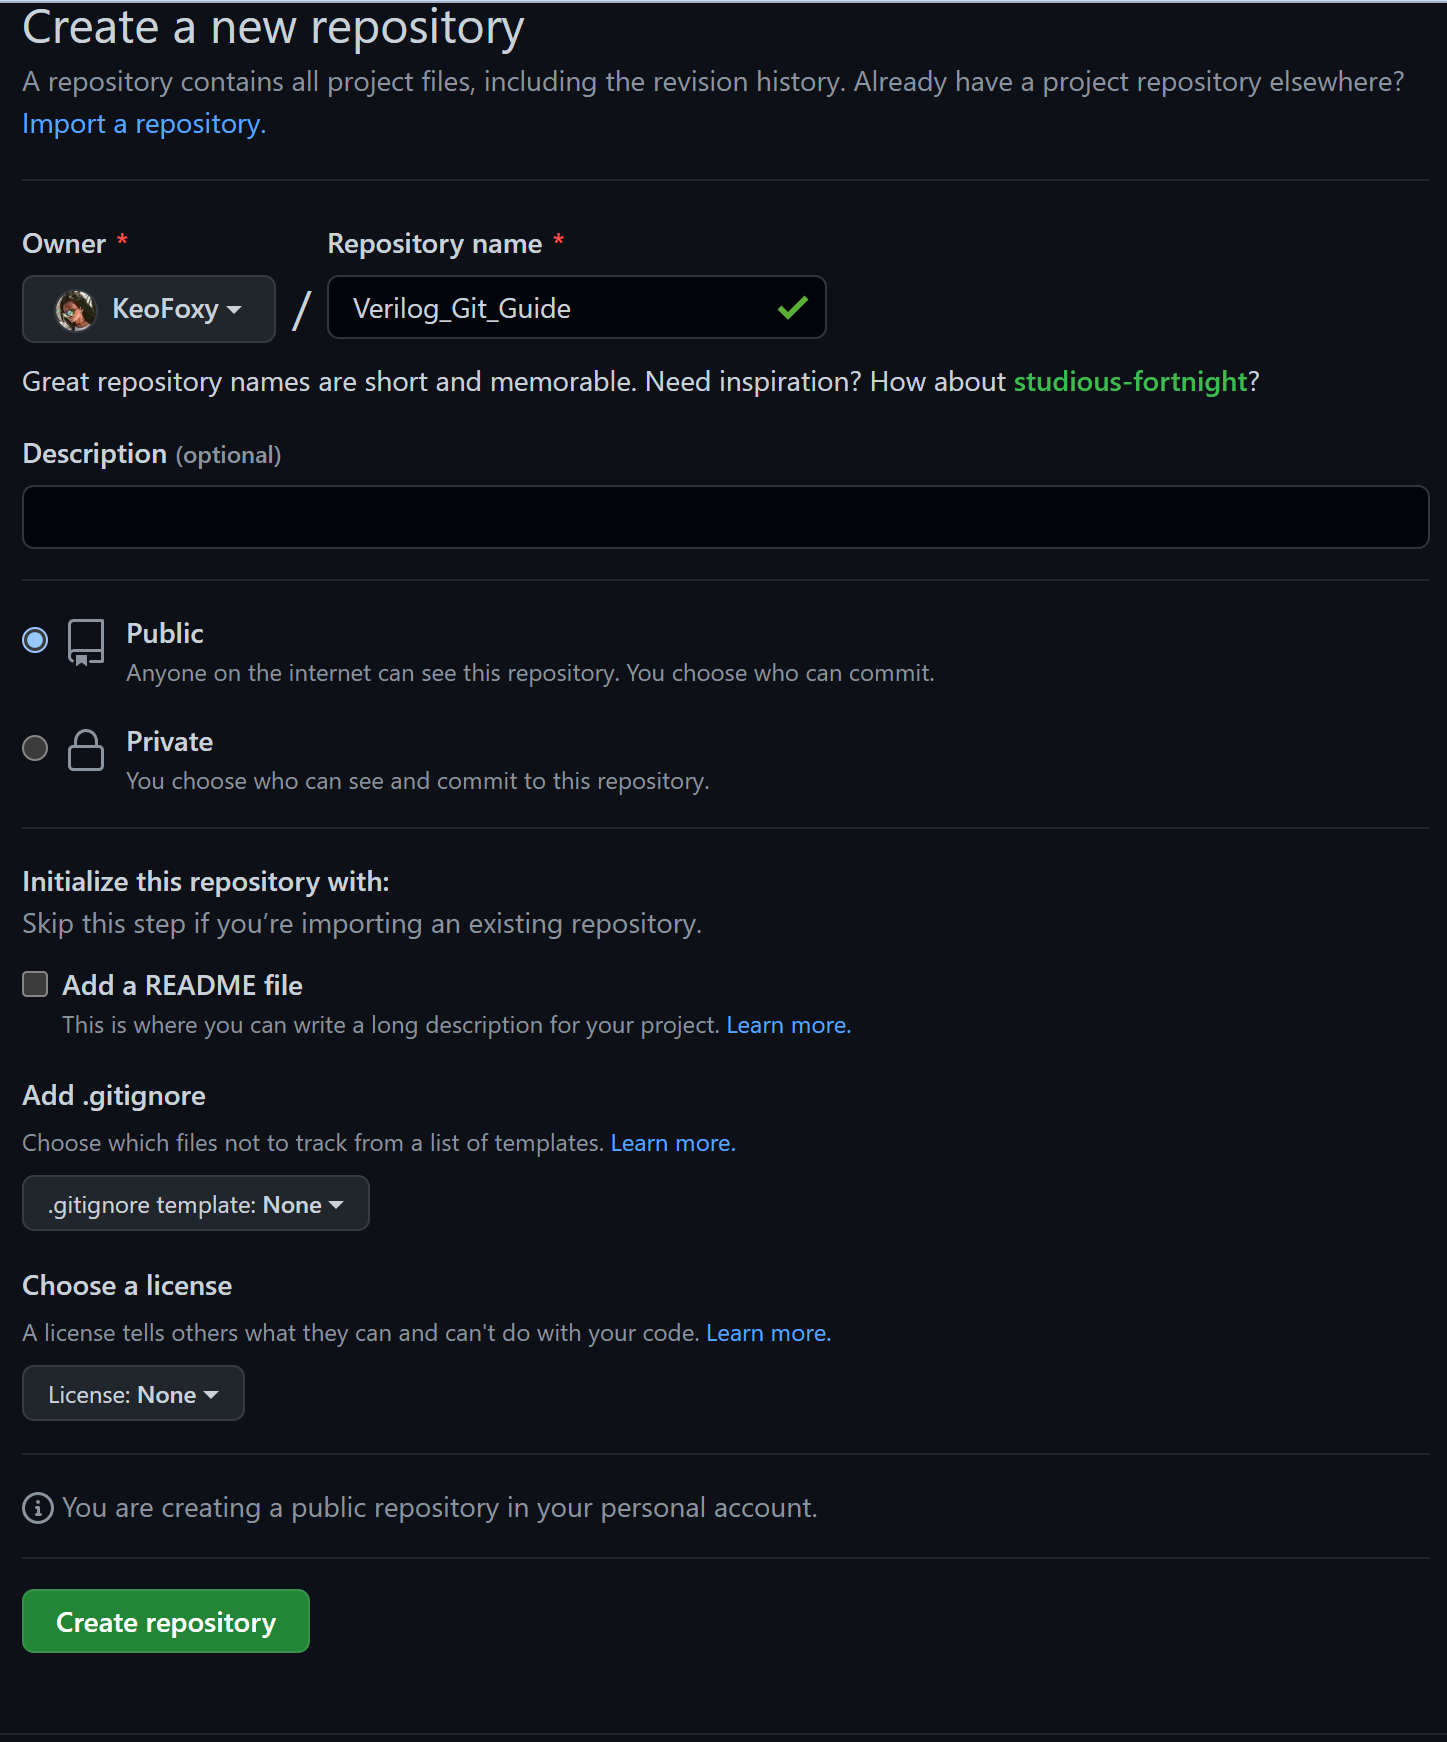 Create a new repository
A repository contains all project files, including the revision history. Already have a project repository elsewhere?
Import a repository.
Owner *
Repository name *
KeoFoxy
/
Verilog_Git_Guide
Great repository names are short and memorable. Need inspiration? How about studious-fortnight?
Description (optional)
Public
Anyone on the internet can see this repository. You choose who can commit.
Private
You choose who can see and commit to this repository.
Initialize this repository with:
Skip this step if you’re importing an existing repository.
Add a README file
This is where you can write a long description for your project. Learn more.
Add .gitignore
Choose which files not to track from a list of templates. Learn more.
.gitignore template: None
Choose a license
A license tells others what they can and can't do with your code. Learn more.
License: None
You are creating a public repository in your personal account.
Create repository